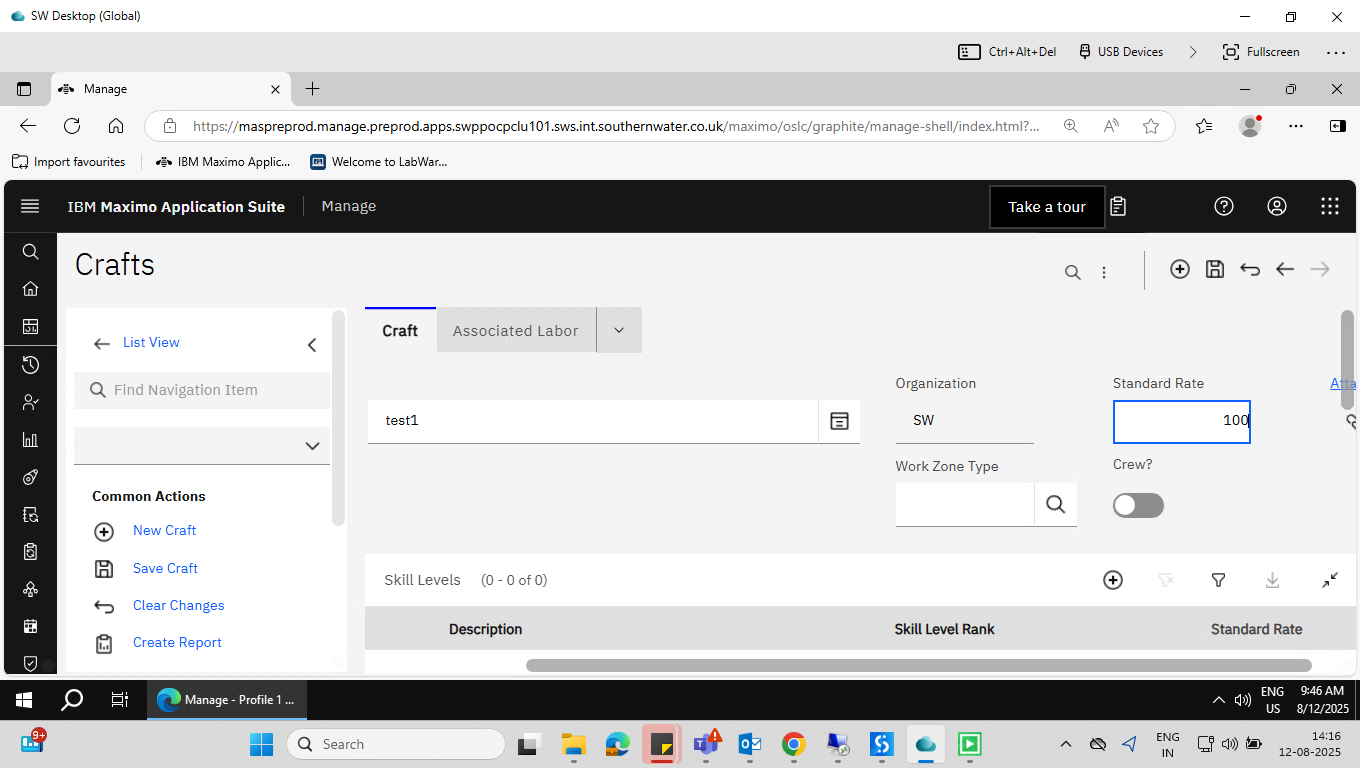 SW Desktop (Global)
Ctrl+Alt+Del
USB Devices
Fullscreen
Manage
https://maspreprod.manage.preprod.apps.swppocpclu101.sws.int.southernwater.co.uk/maximo/oslc/graphite/manage-shell/index.html?...
Import favourites
IBM Maximo Applic...
Welcome to LabWar...
IBM Maximo Application Suite
Manage
Take a tour
Crafts
List View
Find Navigation Item
Common Actions
New Craft
Save Craft
Clear Changes
Create Report
Craft
Associated Labor
Organization
Standard Rate
Atta
test1
SW
100
Work Zone Type
Crew?
Skill Levels (0 - 0 of 0)
Description
Skill Level Rank
Standard Rate
Manage - Profile 1 ...
ENG
US
9:46 AM
8/12/2025
9+
Search
ENG
IN
14:16
12-08-2025